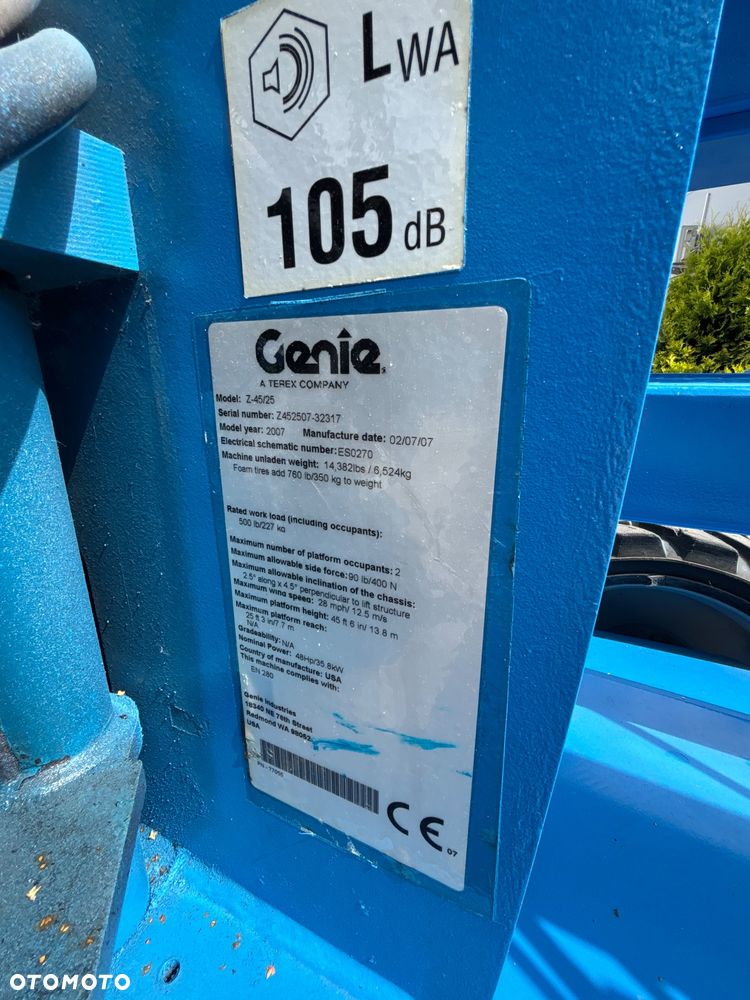 LWA
105 dB
Genie
A TEREX COMPANY
Model: Z-45/25
Serial number: Z452507-32317
Model year: 2007 Manufacture date: 02/07/07
Electrical schematic number: ES0270
Machine unladen weight: 14,382lbs / 6,524kg
Foam tires add 760 lb/350 kg to weight
Rated work load (including occupants):
500 lb/227 kg
Maximum number of platform occupants: 2
Maximum allowable side force: 90 lb/400 N
Maximum allowable inclination of the chassis:
2.5° along x 4.5° perpendicular to lift structure
Maximum wind speed: 28 mph/ 12.5 m/s
Maximum platform height: 45 ft 6 in/ 13.8 m
Maximum platform reach:
25 ft 3 in/7.7 m
N/A
Gradeability: N/A
Nominal Power: 48Hp/35.8kW
Country of manufacture: USA
This machine complies with:
EN 280
Genie Industries
18340 NE 76th Street
Redmond WA 98052
USA
CE 07
OTOMOTO